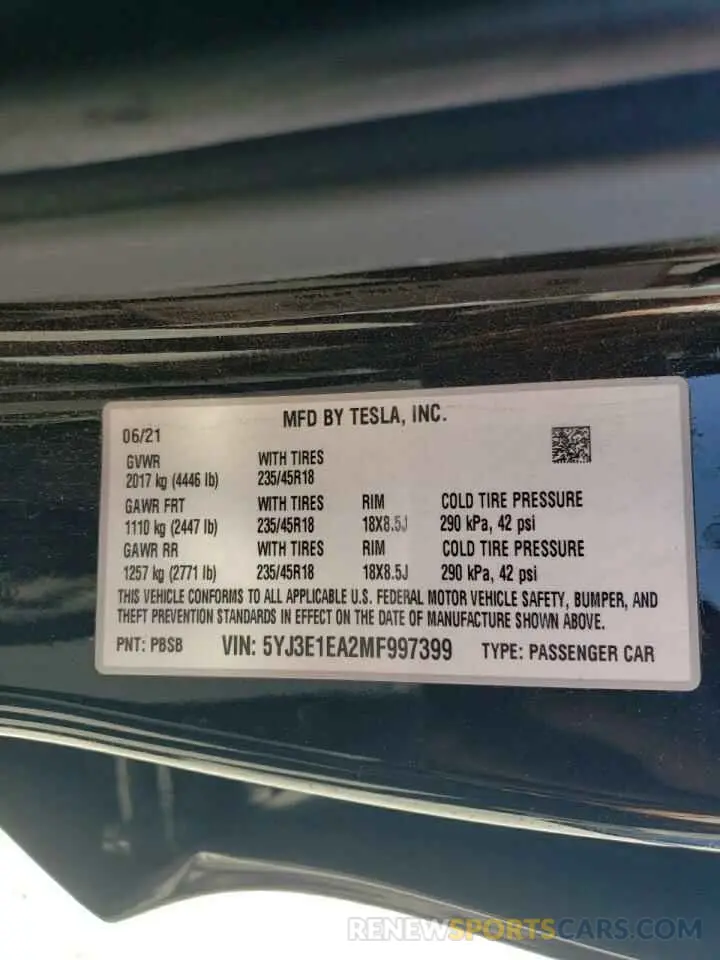 MFD BY TESLA, INC.
06/21
GVWR WITH TIRES
2017 kg (4446 lb) 235/45R18
GAWR FRT WITH TIRES RIM COLD TIRE PRESSURE
1110 kg (2447 lb) 235/45R18 18X8.5J 290 kPa, 42 psi
GAWR RR WITH TIRES RIM COLD TIRE PRESSURE
1257 kg (2771 lb) 235/45R18 18X8.5J 290 kPa, 42 psi
THIS VEHICLE CONFORMS TO ALL APPLICABLE U.S. FEDERAL MOTOR VEHICLE SAFETY, BUMPER, AND
THEFT PREVENTION STANDARDS IN EFFECT ON THE DATE OF MANUFACTURE SHOWN ABOVE.
PNT: PBSB VIN: 5YJ3E1EA2MF997399 TYPE: PASSENGER CAR
RENEWSPORTSCARS.COM